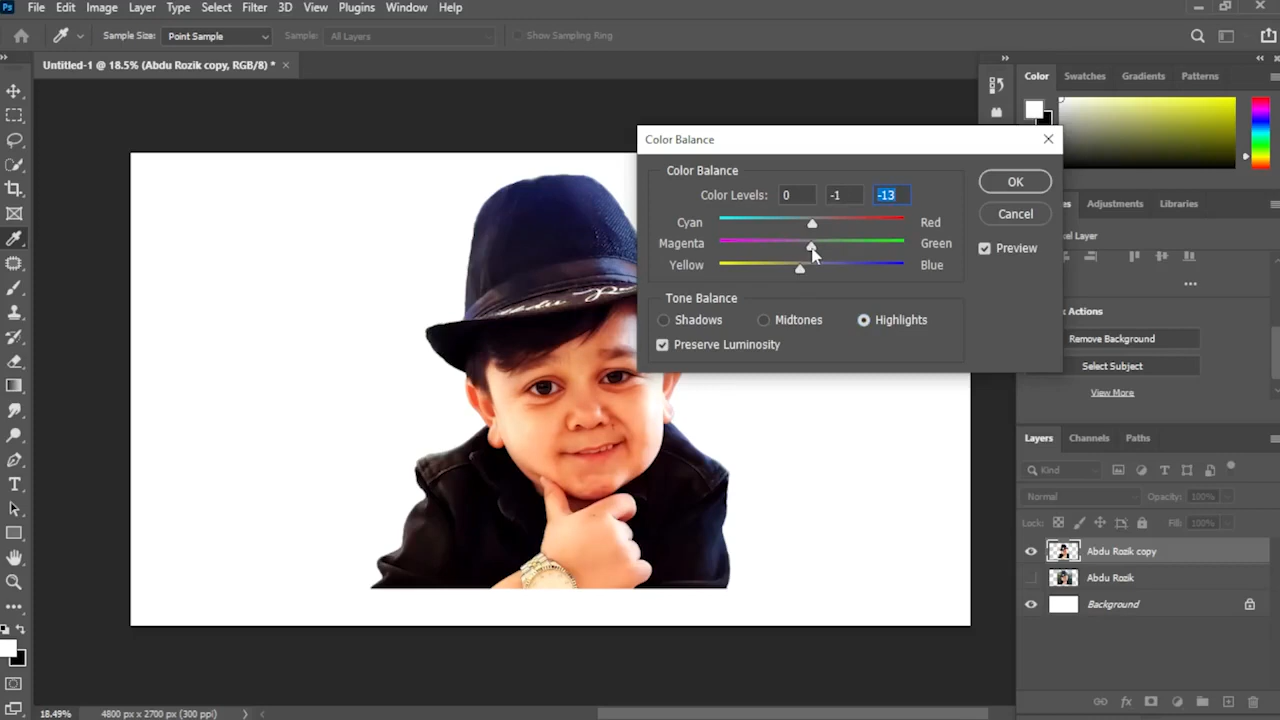 Ps File Edit Image Layer Type Select Filter 3D View Plugins Window Help
Sample Size: Point Sample Sample: All Layers Show Sampling Ring
Untitled-1 @ 18.5% (Abdu Rozik copy, RGB/8) * ×
Color Swatches Gradients Patterns
Color Balance
Color Balance
Color Levels: 0 -1 -13
OK
Cyan Red
Cancel
Magenta Green
Preview
Yellow Blue
Tone Balance
Shadows Midtones Highlights
Preserve Luminosity
Adjustments Libraries
Actions
Remove Background
Select Subject
View More
Layers Channels Paths
Kind
Normal Opacity: 100%
Lock: Fill: 100%
Abdu Rozik copy
Abdu Rozik
Background
18.49% 4800 px x 2700 px (300 ppi)